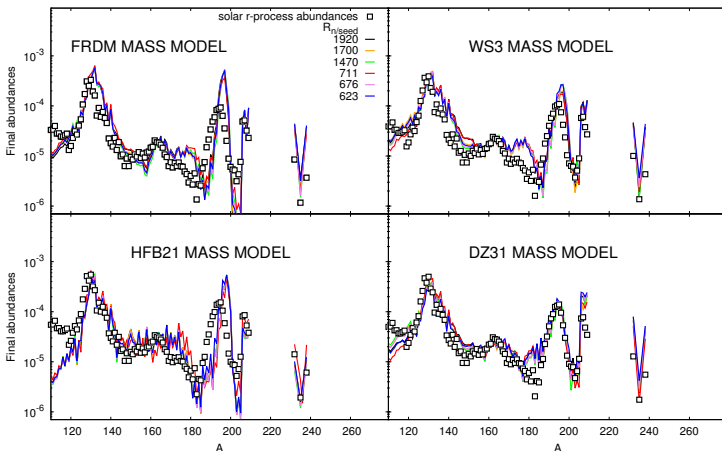 solar r-process abundances
R_n/seed
1920
1700
1470
711
676
623
FRDM MASS MODEL
WS3 MASS MODEL
Final abundances
10^-3
10^-4
10^-5
10^-6
HFB21 MASS MODEL
DZ31 MASS MODEL
Final abundances
10^-3
10^-4
10^-5
10^-6
120 140 160 180 200 220 240 260
120 140 160 180 200 220 240 260
A
A